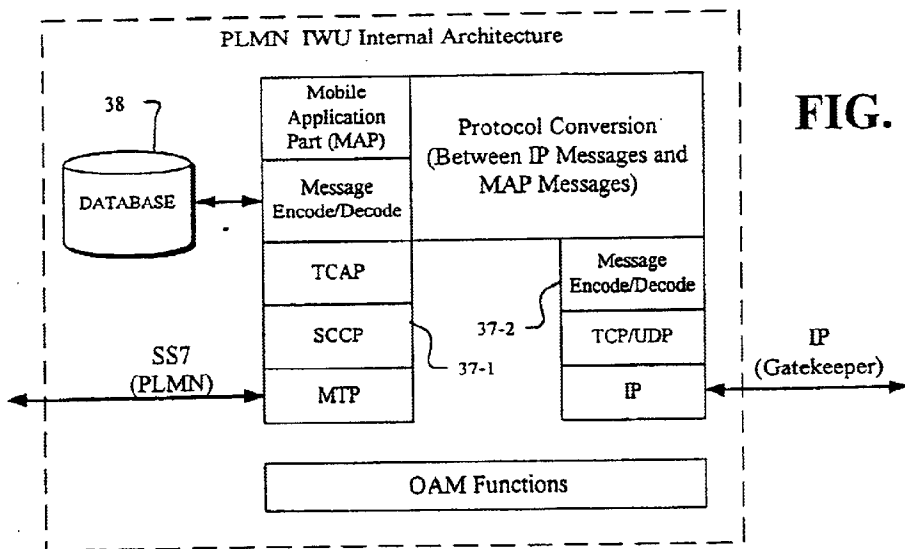 PLMN IWU Internal Architecture
FIG.
38
DATABASE
Mobile
Application
Part (MAP)
Protocol Conversion
(Between IP Messages and
MAP Messages)
Message
Encode/Decode
TCAP
SCCP
MTP
37-1
37-2
Message
Encode/Decode
TCP/UDP
IP
SS7
(PLMN)
IP
(Gatekeeper)
OAM Functions